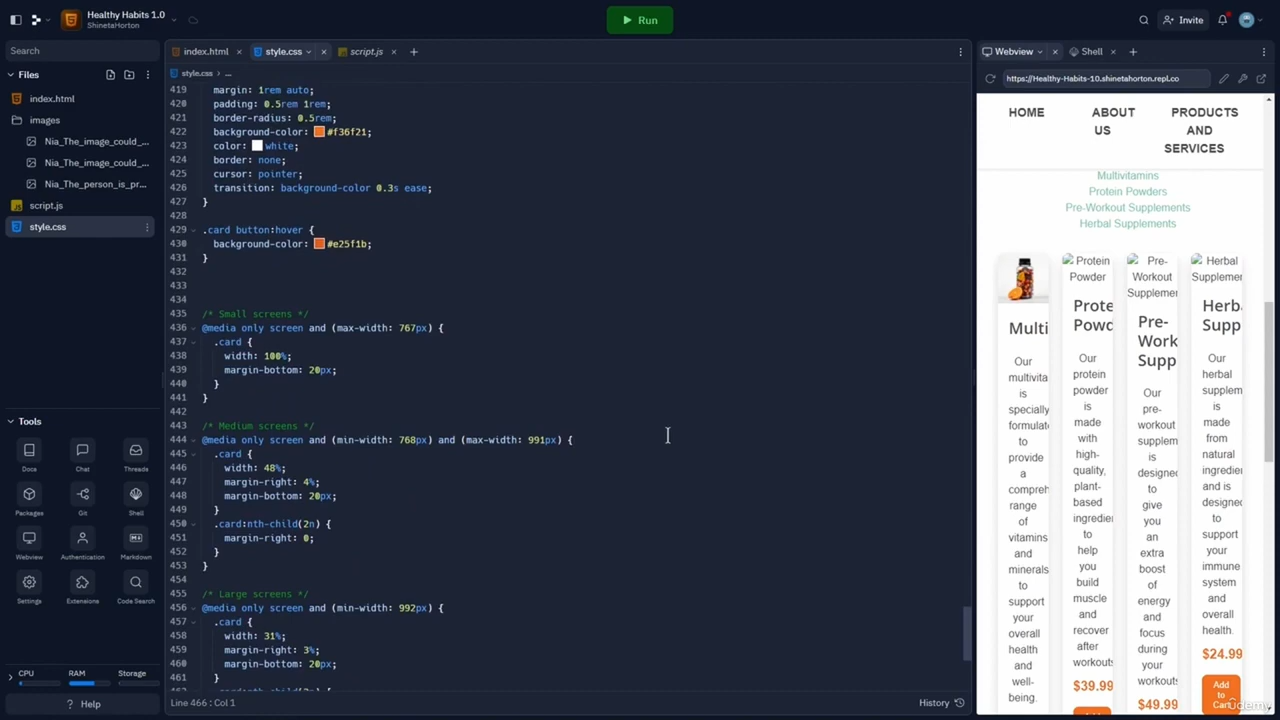 Healthy Habits 1.0
ShinetaHorton
Run
Invite
Search
Files
index.html
images
Nia_The_image_could_...
Nia_The_image_could_...
Nia_The_person_is_pr...
script.js
style.css
Tools
Docs
Chat
Threads
Packages
Git
Shell
Webview
Authentication
Markdown
Settings
Extensions
Code Search
CPU
RAM
Storage
Help
index.html
style.css
script.js
style.css > ...
419 margin: 1rem auto;
420 padding: 0.5rem 1rem;
421 border-radius: 0.5rem;
422 background-color: #f36f21;
423 color: white;
424 border: none;
425 cursor: pointer;
426 transition: background-color 0.3s ease;
427 }
428
429 .card button:hover {
430 background-color: #e25f1b;
431 }
432
433
434
435 /* Small screens */
436 @media only screen and (max-width: 767px) {
437 .card {
438 width: 100%;
439 margin-bottom: 20px;
440 }
441 }
442
443 /* Medium screens */
444 @media only screen and (min-width: 768px) and (max-width: 991px) {
445 .card {
446 width: 48%;
447 margin-right: 4%;
448 margin-bottom: 20px;
449 }
450 .card:nth-child(2n) {
451 margin-right: 0;
452 }
453 }
454
455 /* Large screens */
456 @media only screen and (min-width: 992px) {
457 .card {
458 width: 31%;
459 margin-right: 3%;
460 margin-bottom: 20px;
461 }
Line 466 : Col 1
History
Webview
Shell
https://Healthy-Habits-10.shinetahorton.repl.co
HOME
ABOUT
US
PRODUCTS
AND
SERVICES
Multivitamins
Protein Powders
Pre-Workout Supplements
Herbal Supplements
Multi
Our
multivita
is
specially
formulate
to
provide
a
compreh
range
of
vitamins
and
minerals
to
support
your
overall
health
and
well-
being.
Protein
Powder
Prote
Powd
Our
protein
powder
is
made
with
high-
quality,
plant-
based
ingredie
to
help
you
build
muscle
and
recover
after
workouts
$39.99
Pre-
Workout
Supplemen
Pre-
Work
Supp
Our
pre-
workout
supplem
is
designe
to
give
you
an
extra
boost
of
energy
and
focus
during
your
workouts
$49.99
Herbal
Supplemen
Herb
Supp
Our
herbal
supplem
is
made
from
natural
ingredien
and is
designed
to
support
your
immune
system
and
overall
health.
$24.99
Add
to
Cart
Udemy